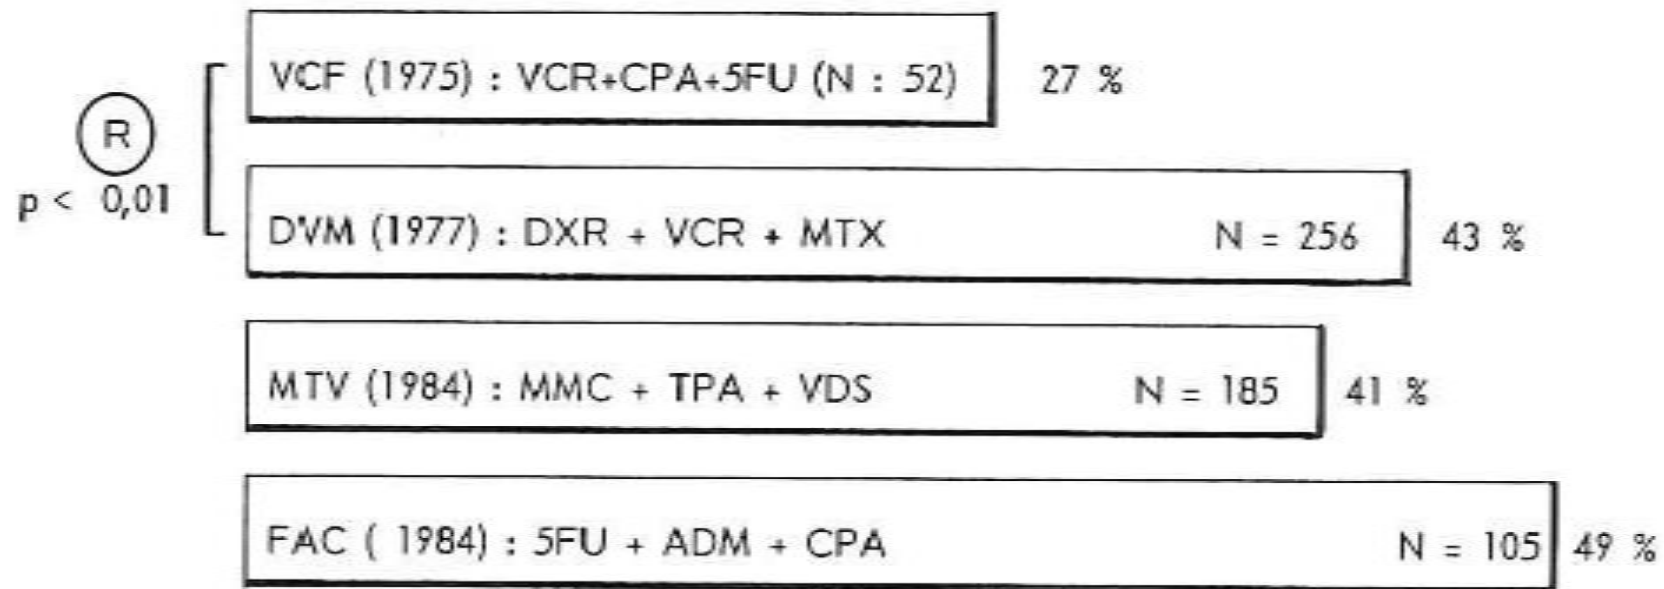 VCF (1975) : VCR+CPA+5FU (N : 52) 27 %
R
p < 0,01
DVM (1977) : DXR + VCR + MTX N = 256 43 %
MTV (1984) : MMC + TPA + VDS N = 185 41 %
FAC ( 1984) : 5FU + ADM + CPA N = 105 49 %